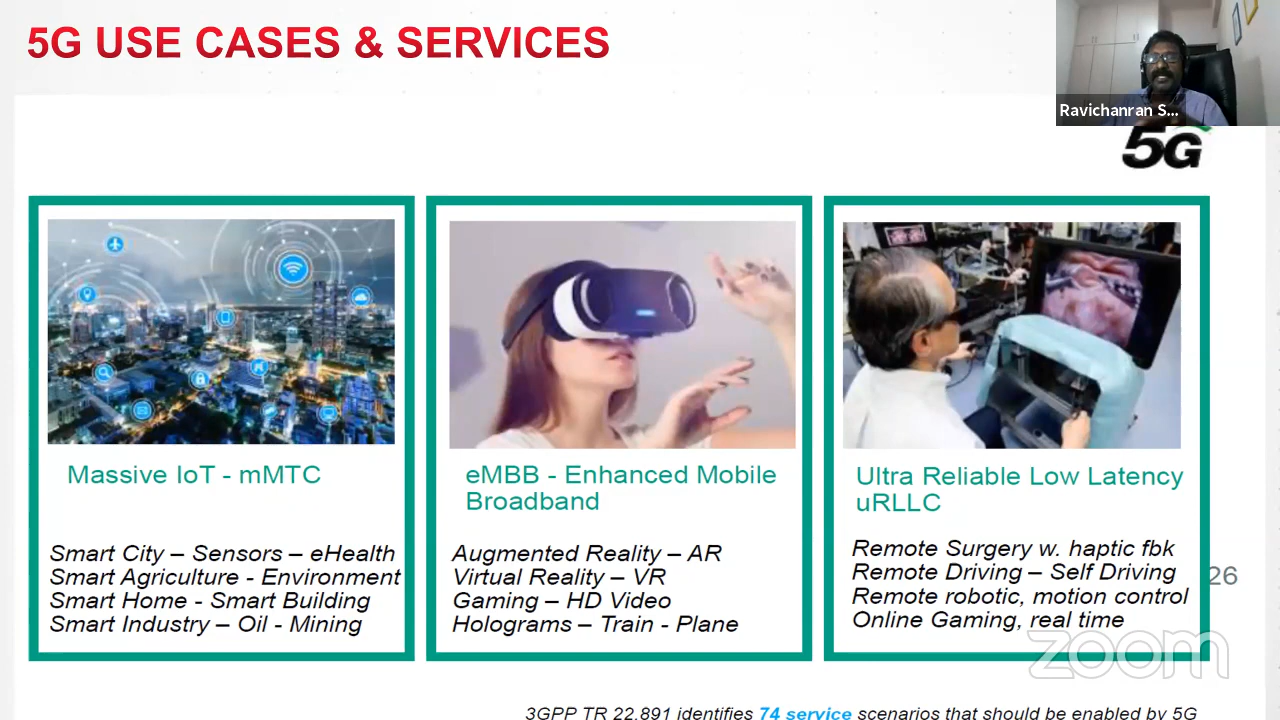 5G USE CASES & SERVICES
Ravichanran S...
5G
Massive IoT - mMTC
Smart City – Sensors – eHealth
Smart Agriculture - Environment
Smart Home - Smart Building
Smart Industry – Oil - Mining
eMBB - Enhanced Mobile
Broadband
Augmented Reality – AR
Virtual Reality – VR
Gaming – HD Video
Holograms – Train - Plane
Ultra Reliable Low Latency
uRLLC
Remote Surgery w. haptic fbk
Remote Driving – Self Driving
Remote robotic, motion control
Online Gaming, real time
26
zoom
3GPP TR 22.891 identifies 74 service scenarios that should be enabled by 5G